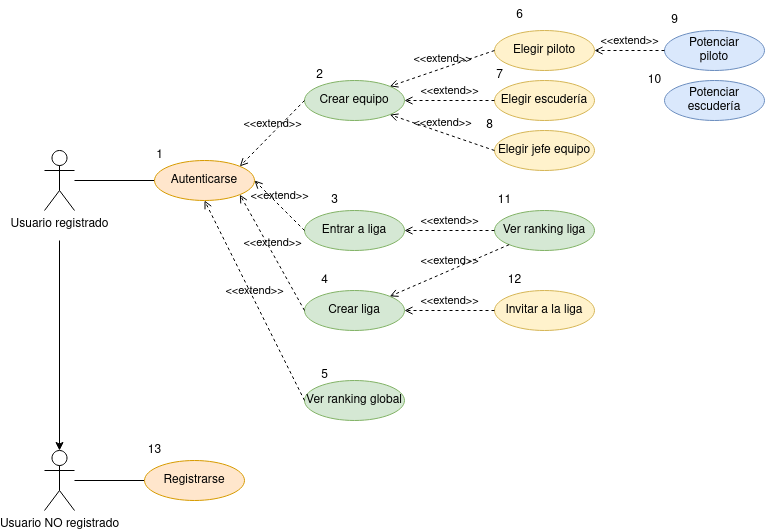 6
9
Elegir piloto
<<extend>>
Potenciar
piloto
<<extend>>
2
7
10
Crear equipo
<<extend>>
Elegir escudería
Potenciar
escudería
<<extend>>
<<extend>>
8
Elegir jefe equipo
1
Autenticarse
Usuario registrado
<<extend>>
3
11
Entrar a liga
<<extend>>
Ver ranking liga
<<extend>>
<<extend>>
4
12
<<extend>>
Crear liga
<<extend>>
Invitar a la liga
5
Ver ranking global
13
Registrarse
Usuario NO registrado